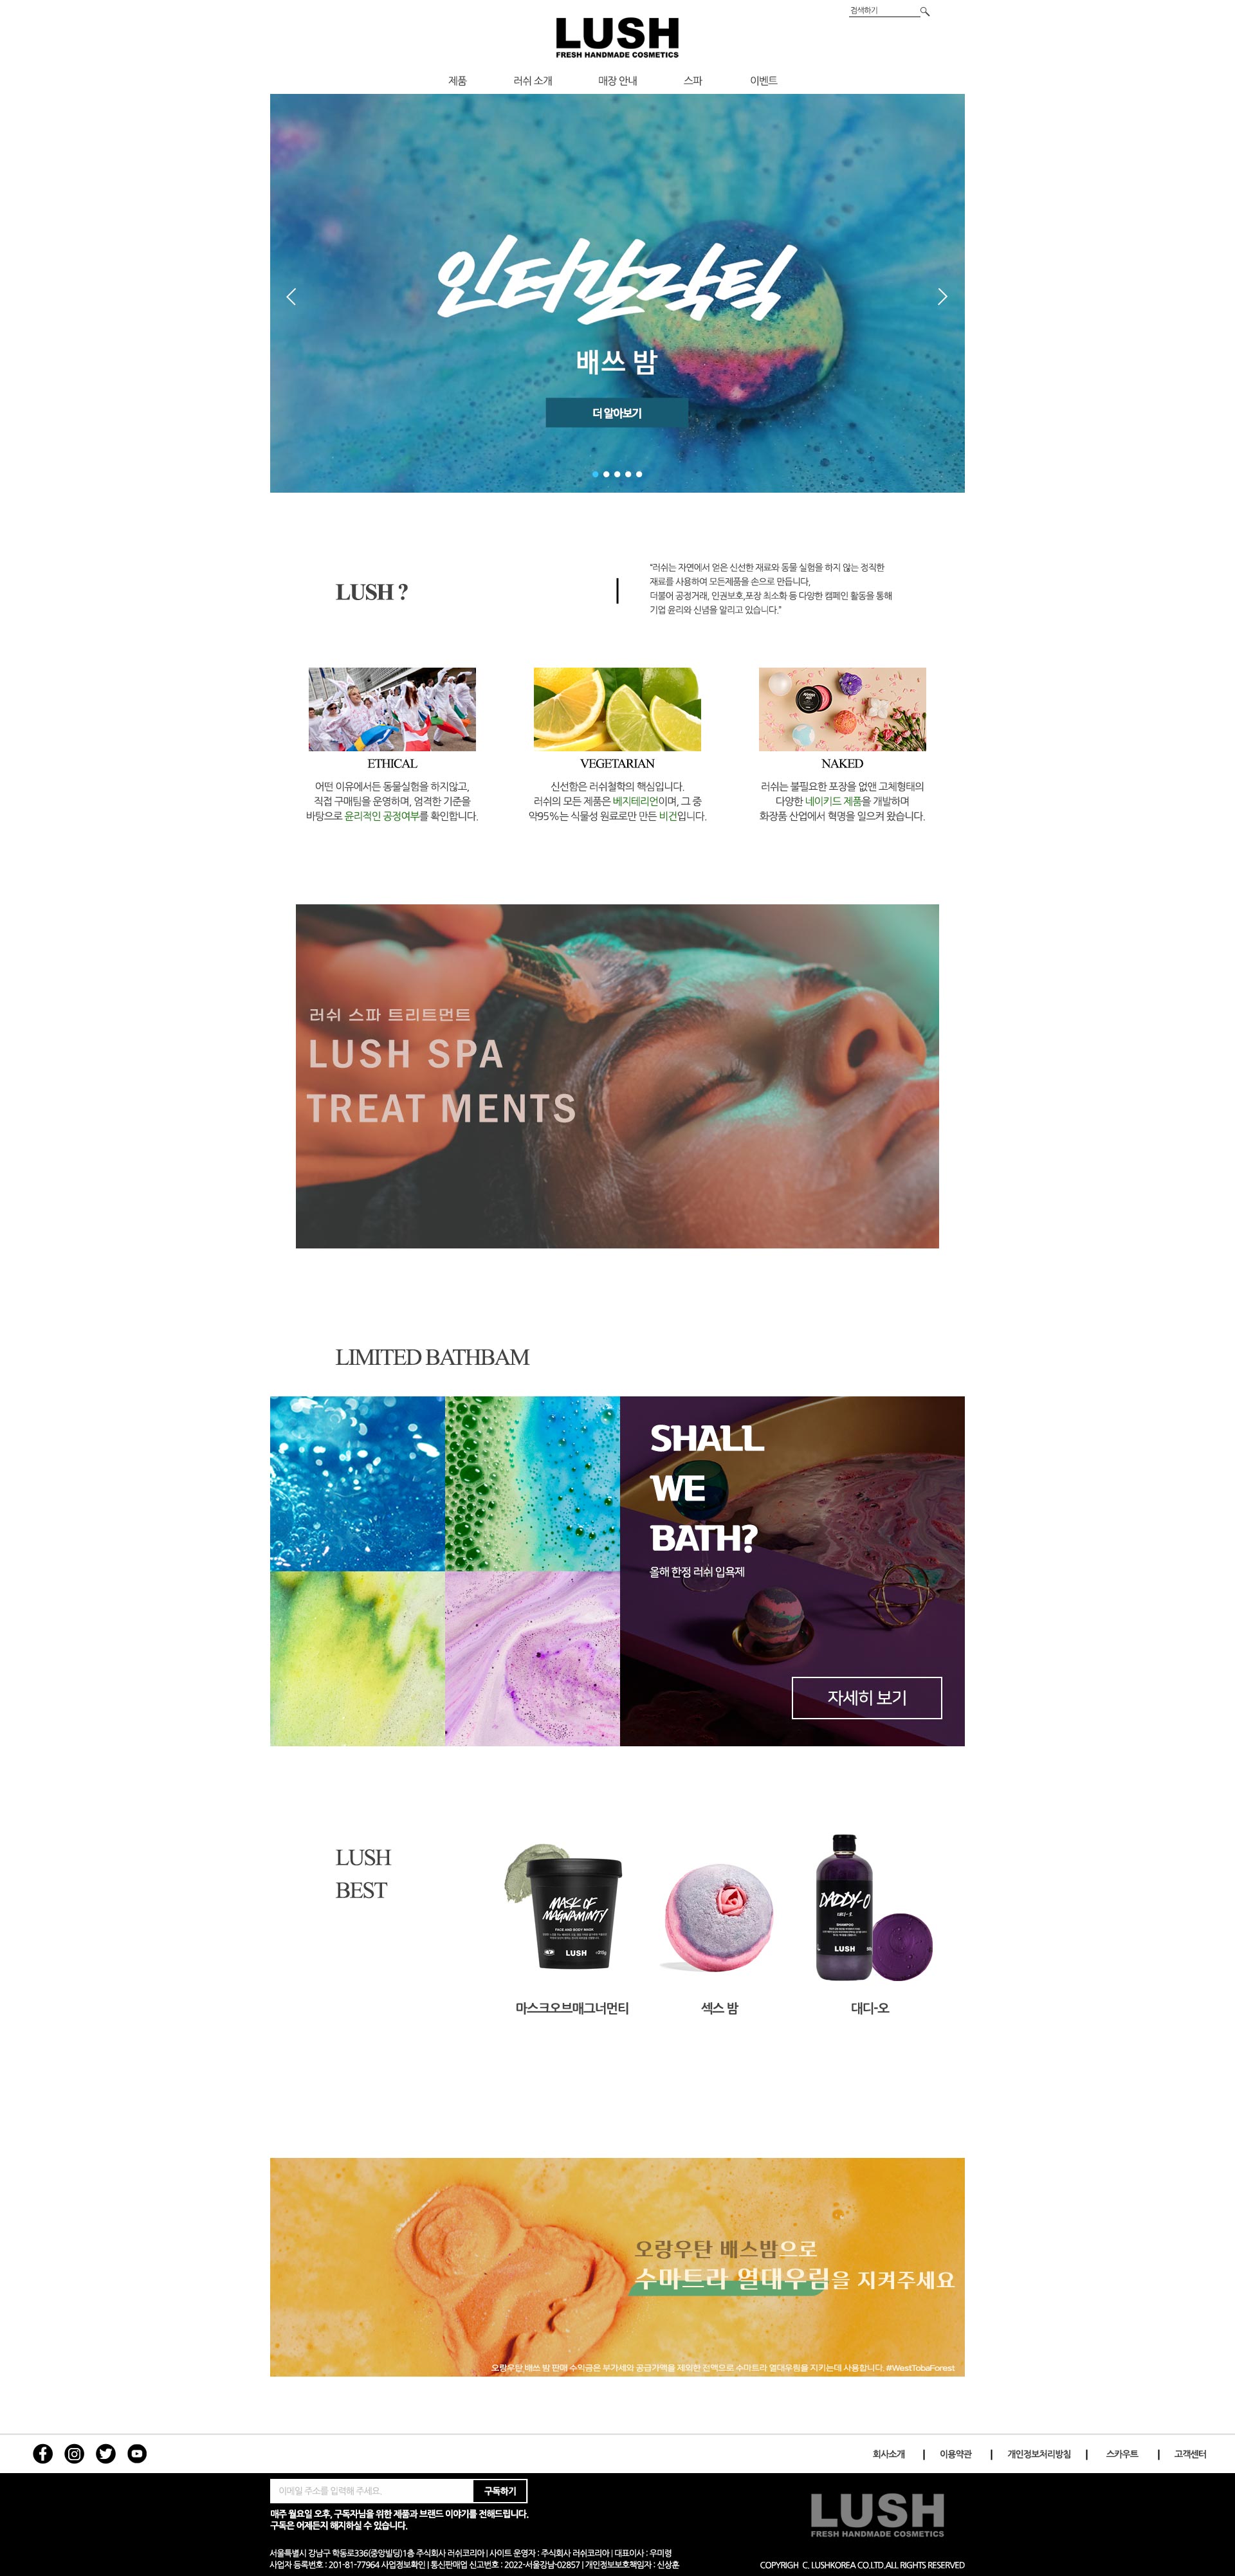 검색하기
LUSH
FRESH HANDMADE COSMETICS
제품 러쉬 소개 매장 안내 스파 이벤트
인터갈락틱
배쓰 밤
더 알아보기
LUSH ?
"러쉬는 자연에서 얻은 신선한 재료와 동물 실험을 하지 않는 정직한
재료를 사용하여 모든제품을 손으로 만듭니다,
더불어 공정거래, 인권보호,포장 최소화 등 다양한 캠페인 활동을 통해
기업 윤리와 신념을 알리고 있습니다."
ETHICAL
어떤 이유에서든 동물실험을 하지않고,
직접 구매팀을 운영하며, 엄격한 기준을
바탕으로 윤리적인 공정여부를 확인합니다.
VEGETARIAN
신선함은 러쉬철학의 핵심입니다.
러쉬의 모든 제품은 베지테리언이며, 그 중
약95%는 식물성 원료로만 만든 비건입니다.
NAKED
러쉬는 불필요한 포장을 없앤 고체형태의
다양한 네이키드 제품을 개발하며
화장품 산업에서 혁명을 일으켜 왔습니다.
러쉬 스파 트리트먼트
LUSH SPA
TREAT MENTS
LIMITED BATHBAM
SHALL
WE
BATH?
올해 한정 러쉬 입욕제
자세히 보기
LUSH
BEST
MASK OF
MAGNAMINTY
FACE AND BODY MASK
LUSH
DADDY-O
대디-오
SHAMPOO
LUSH
마스크오브매그너먼티 섹스 밤 대디-오
오랑우탄 배스밤으로
수마트라 열대우림을 지켜주세요
오랑우탄 배쓰 밤 판매 수익금은 부가세와 공급가액을 제외한 전액으로 수마트라 열대우림을 지키는데 사용합니다. #WestTobaForest
회사소개 | 이용약관 | 개인정보처리방침 | 스카우트 | 고객센터
이메일 주소를 입력해 주세요.
구독하기
매주 월요일 오후, 구독자님을 위한 제품과 브랜드 이야기를 전해드립니다.
구독은 어제든지 해지하실 수 있습니다.
서울특별시 강남구 학동로336(중앙빌딩)1층 주식회사 러쉬코리아 | 사이트 운영자 : 주식회사 러쉬코리아 | 대표이사 : 우미령
사업자 등록번호 : 201-81-77964 사업정보확인 | 통신판매업 신고번호 : 2022-서울강남-02857 | 개인정보보호책임자 : 신상훈
LUSH
FRESH HANDMADE COSMETICS
COPYRIGH C. LUSHKOREA CO.LTD,ALL RIGHTS RESERVED